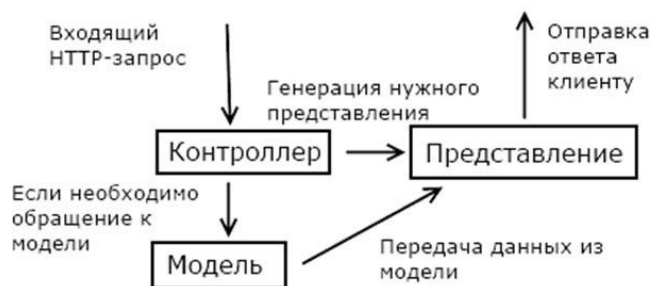 Входящий
HTTP-запрос
Отправка
ответа
клиенту
Генерация нужного
представления
Контроллер
Представление
Если необходимо
обращение к
модели
Модель
Передача данных из
модели